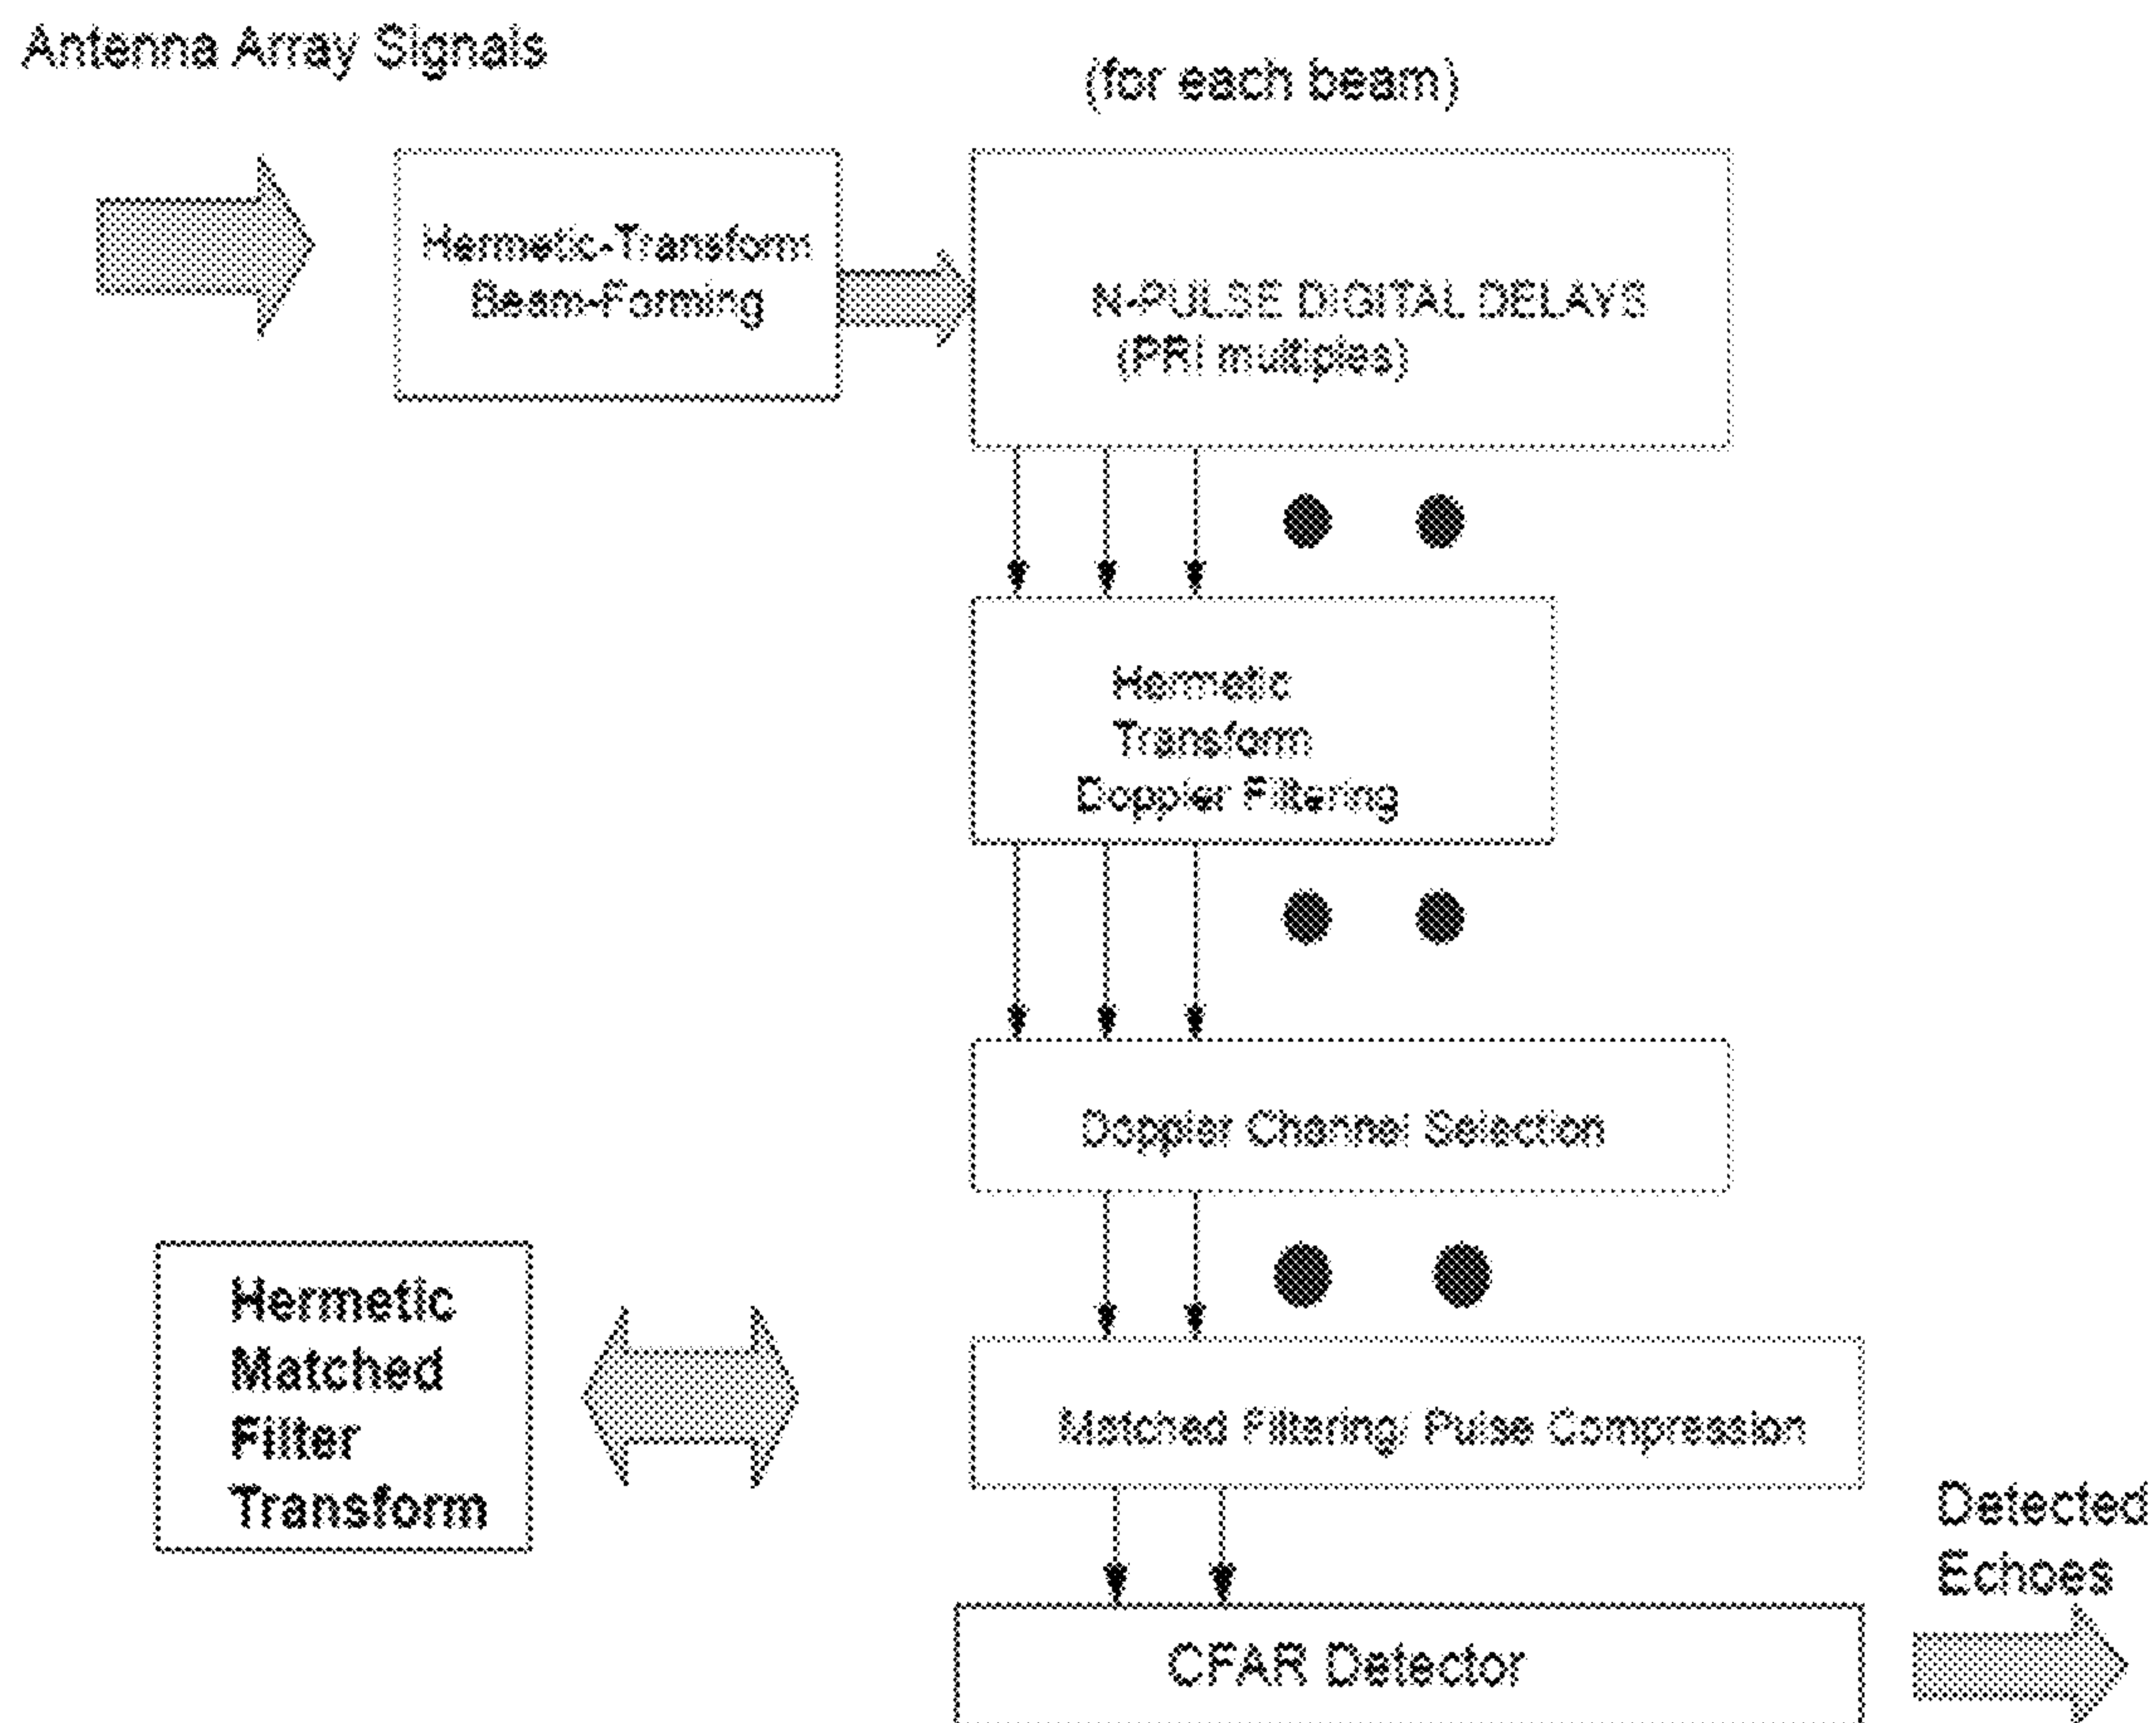 Antenna Array Signals
(for each beam)
Hermetic-Transform
Beam-Forming
N-PULSE DIGITAL DELAYS
(PRI multiples)
Hermetic
Transform
Doppler Filtering
Doppler Channel Selection
Hermetic
Matched
Filter
Transform
Matched Filtering/ Pulse Compression
Detected
Echoes
CFAR Detector